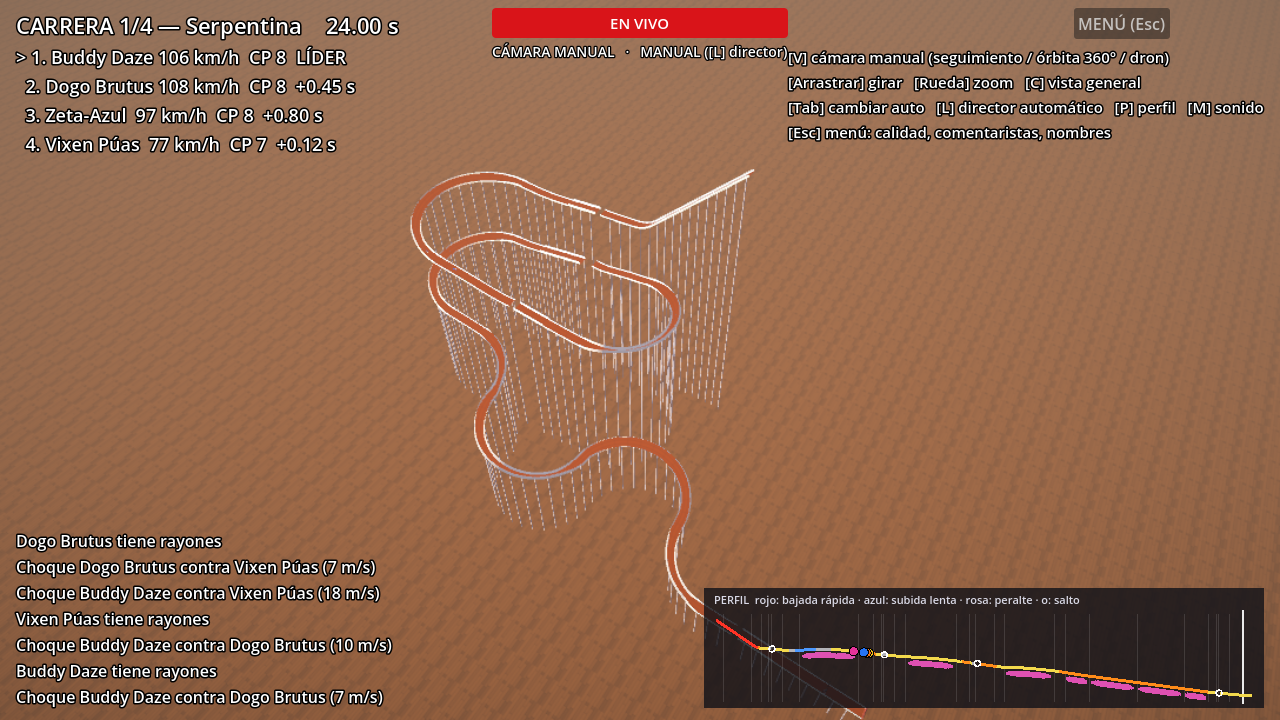 CARRERA 1/4 — Serpentina 24.00 s
> 1. Buddy Daze 106 km/h CP 8 LÍDER
2. Dogo Brutus 108 km/h CP 8 +0.45 s
3. Zeta-Azul 97 km/h CP 8 +0.80 s
4. Vixen Púas 77 km/h CP 7 +0.12 s
EN VIVO
CÁMARA MANUAL · MANUAL ([L] director)
MENÚ (Esc)
[V] cámara manual (seguimiento / órbita 360° / dron)
[Arrastrar] girar [Rueda] zoom [C] vista general
[Tab] cambiar auto [L] director automático [P] perfil [M] sonido
[Esc] menú: calidad, comentaristas, nombres
Dogo Brutus tiene rayones
Choque Dogo Brutus contra Vixen Púas (7 m/s)
Choque Buddy Daze contra Vixen Púas (18 m/s)
Vixen Púas tiene rayones
Choque Buddy Daze contra Dogo Brutus (10 m/s)
Buddy Daze tiene rayones
Choque Buddy Daze contra Dogo Brutus (7 m/s)
PERFIL rojo: bajada rápida · azul: subida lenta · rosa: peralte · o: salto